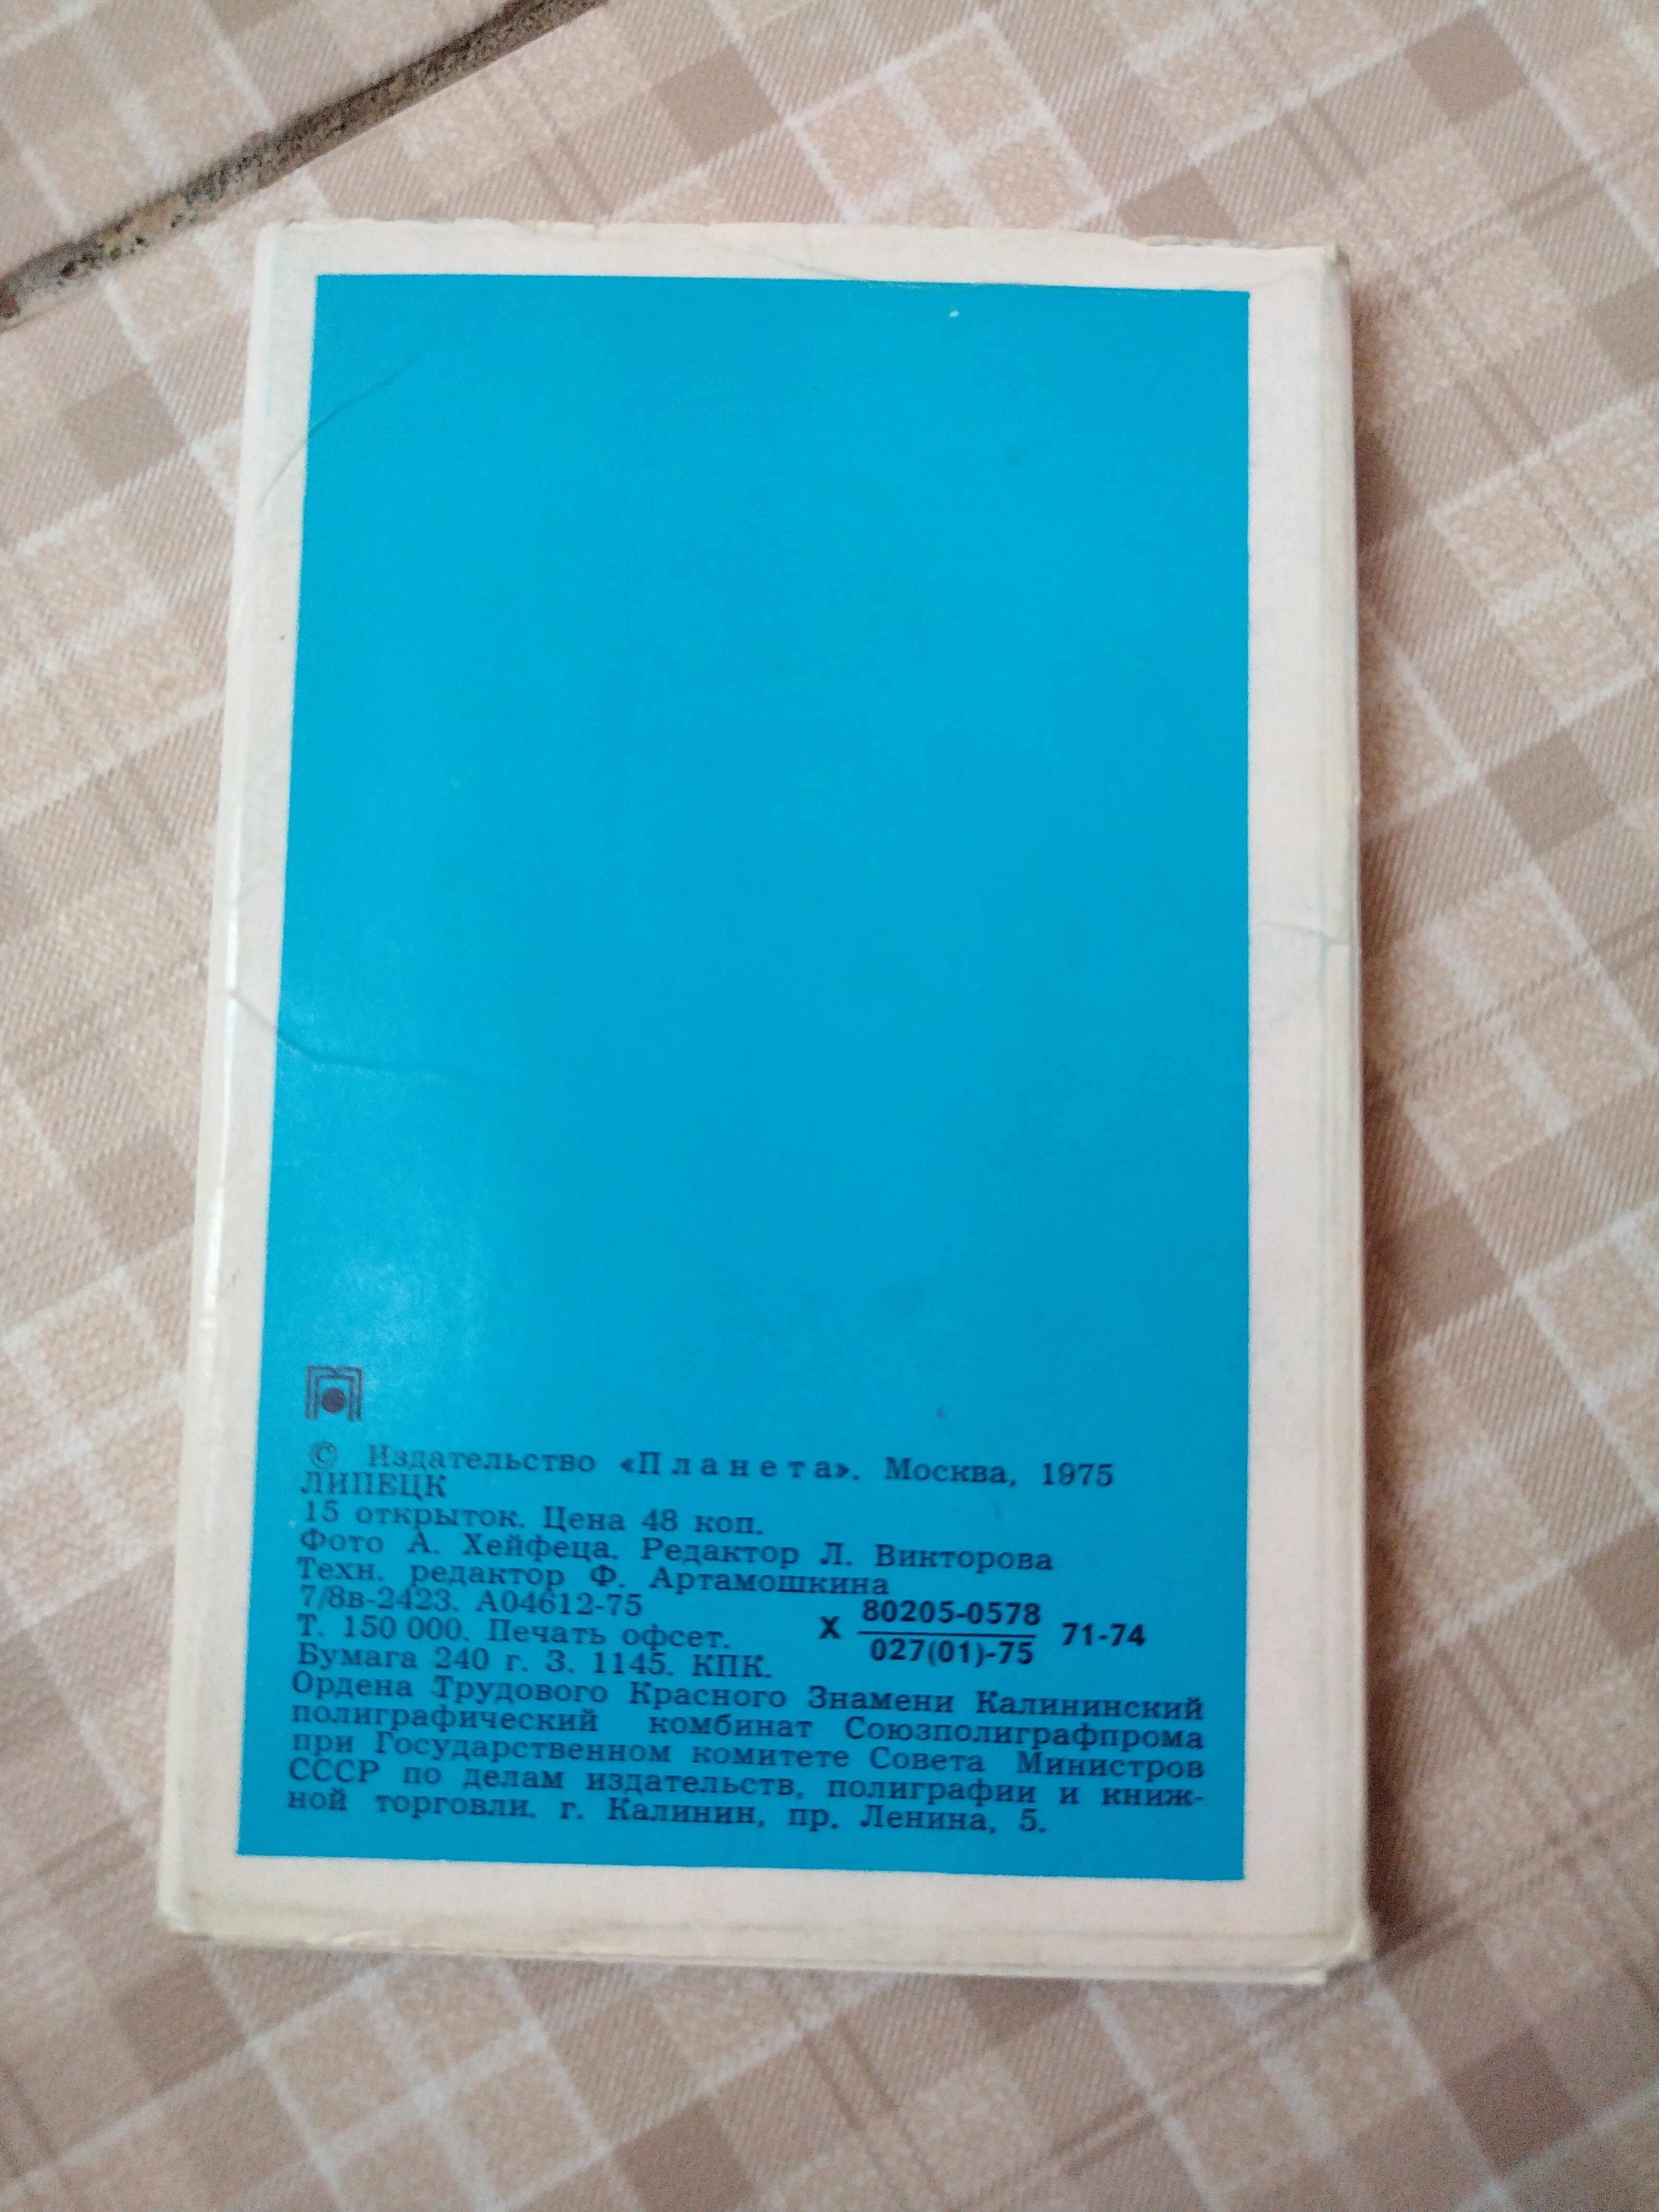 © Издательство «Планета». Москва, 1975
ЛИПЕЦК
15 открыток. Цена 48 коп.
Фото А. Хейфеца. Редактор Л. Викторова
Техн. редактор Ф. Артамошкина
7/8в-2423. А04612-75
Т. 150 000. Печать офсет.
Бумага 240 г. З. 1145. КПК.
Х 80205-0578
027(01)-75 71-74
Ордена Трудового Красного Знамени Калининский
полиграфический комбинат Союзполиграфпрома
при Государственном комитете Совета Министров
СССР по делам издательств, полиграфии и книж-
ной торговли. г. Калинин, пр. Ленина, 5.